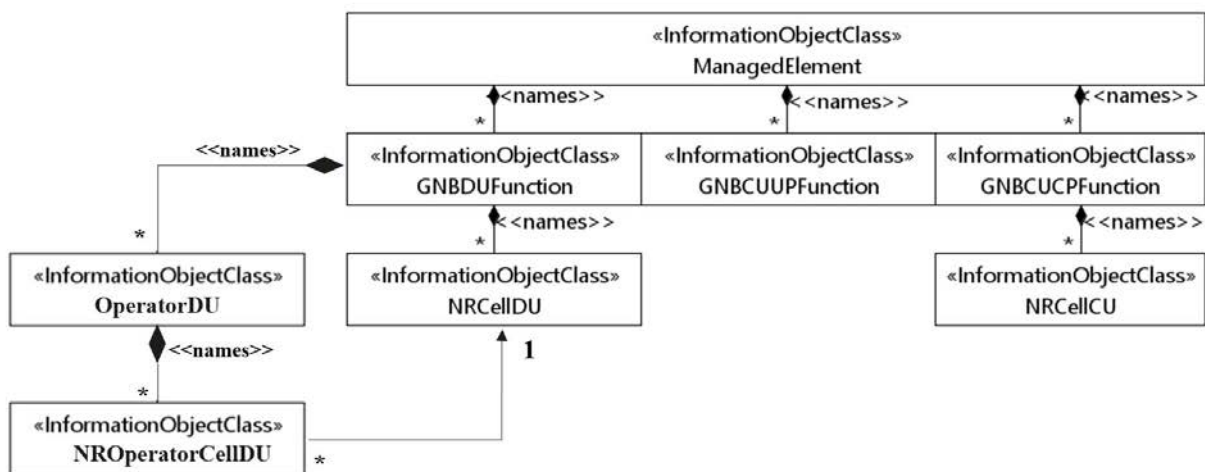 «InformationObjectClass»
ManagedElement
<<names>>
<<names>>
<<names>>
*
*
*
<<names>>
«InformationObjectClass»
GNBDUFunction
«InformationObjectClass»
GNBCUUPFunction
«InformationObjectClass»
GNBCUCPFunction
<<names>>
<<names>>
*
*
*
«InformationObjectClass»
OperatorDU
«InformationObjectClass»
NRCellDU
«InformationObjectClass»
NRCellCU
<<names>>
1
*
«InformationObjectClass»
NROperatorCellDU
*